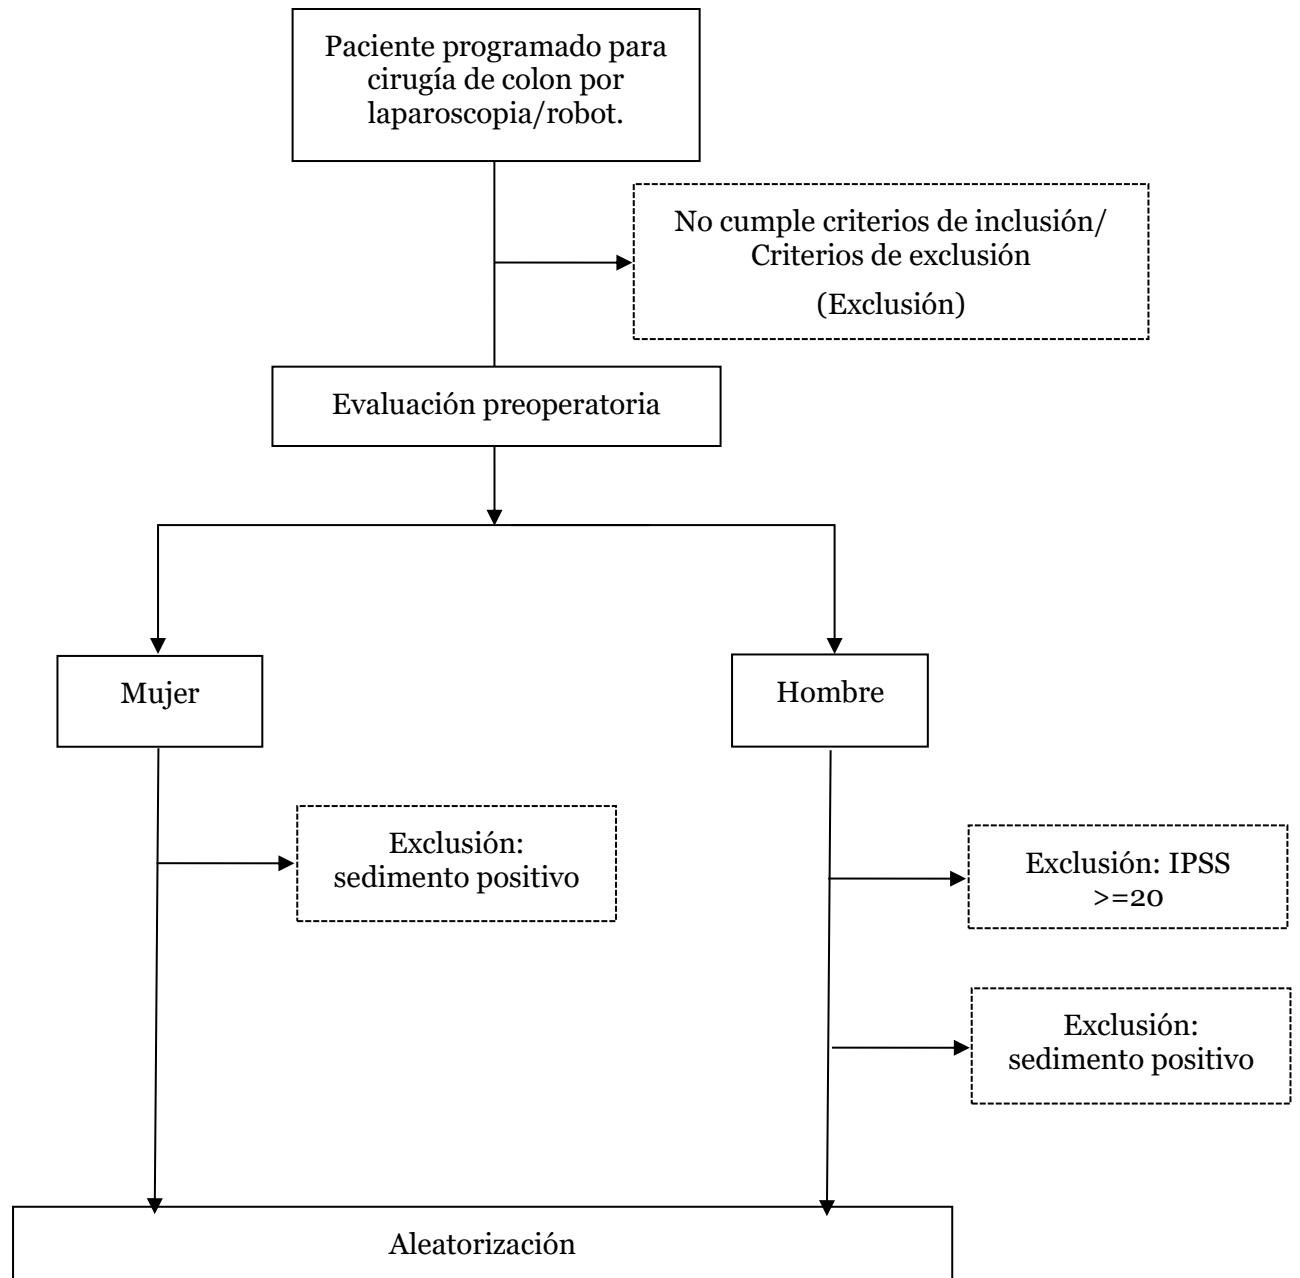 Paciente programado para
cirugía de colon por
laparoscopia/robot.
No cumple criterios de inclusión/
Criterios de exclusión
(Exclusión)
Evaluación preoperatoria
Mujer
Hombre
Exclusión:
sedimento positivo
Exclusión: IPSS
>=20
Exclusión:
sedimento positivo
Aleatorización